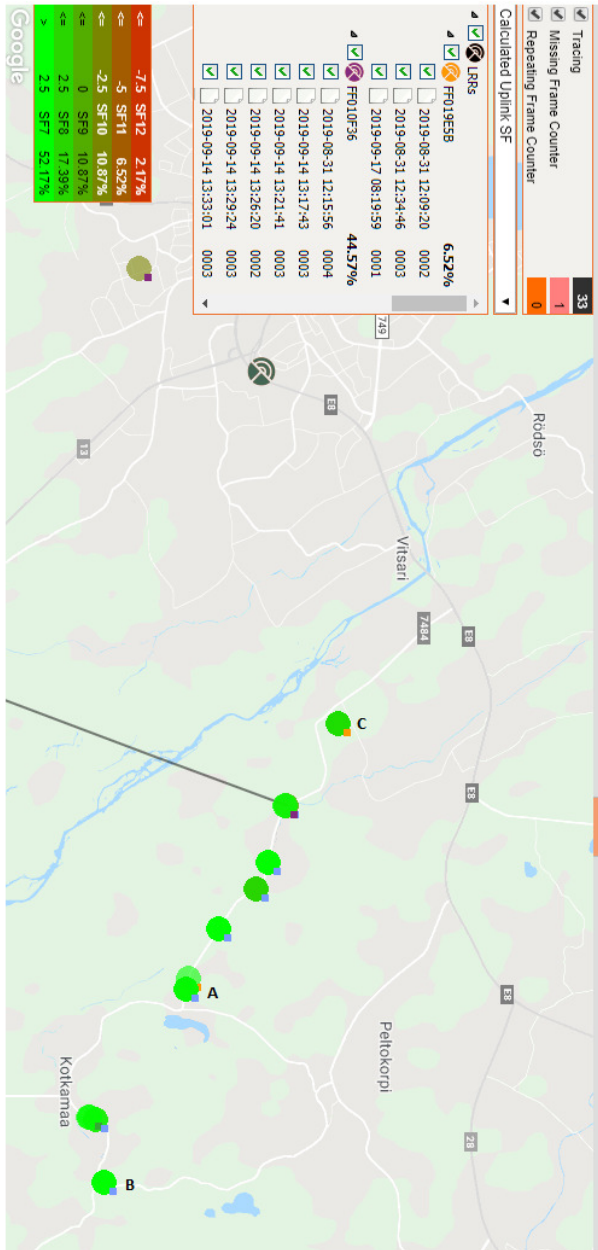 Tracing 33
Missing Frame Counter 1
Repeating Frame Counter 0
Calculated Uplink SF
LRRs
FF019E5B 6.52%
2019-08-31 12:09:20 0002
2019-08-31 12:34:46 0003
2019-09-17 08:19:59 0001
FF010F36 44.57%
2019-08-31 12:15:56 0004
2019-09-14 13:17:43 0003
2019-09-14 13:21:41 0003
2019-09-14 13:26:20 0002
2019-09-14 13:29:24 0003
2019-09-14 13:33:01 0003
<= -7.5 SF12 2.17%
<= -5 SF11 6.52%
<= -2.5 SF10 10.87%
<= 0 SF9 10.87%
<= 2.5 SF8 17.39%
> 2.5 SF7 52.17%
Google
Rödsö
749
E8
13
Vitsari
E8
7484
C
E8
A
E8
Peltokorpi
Kotkamaa
28
B